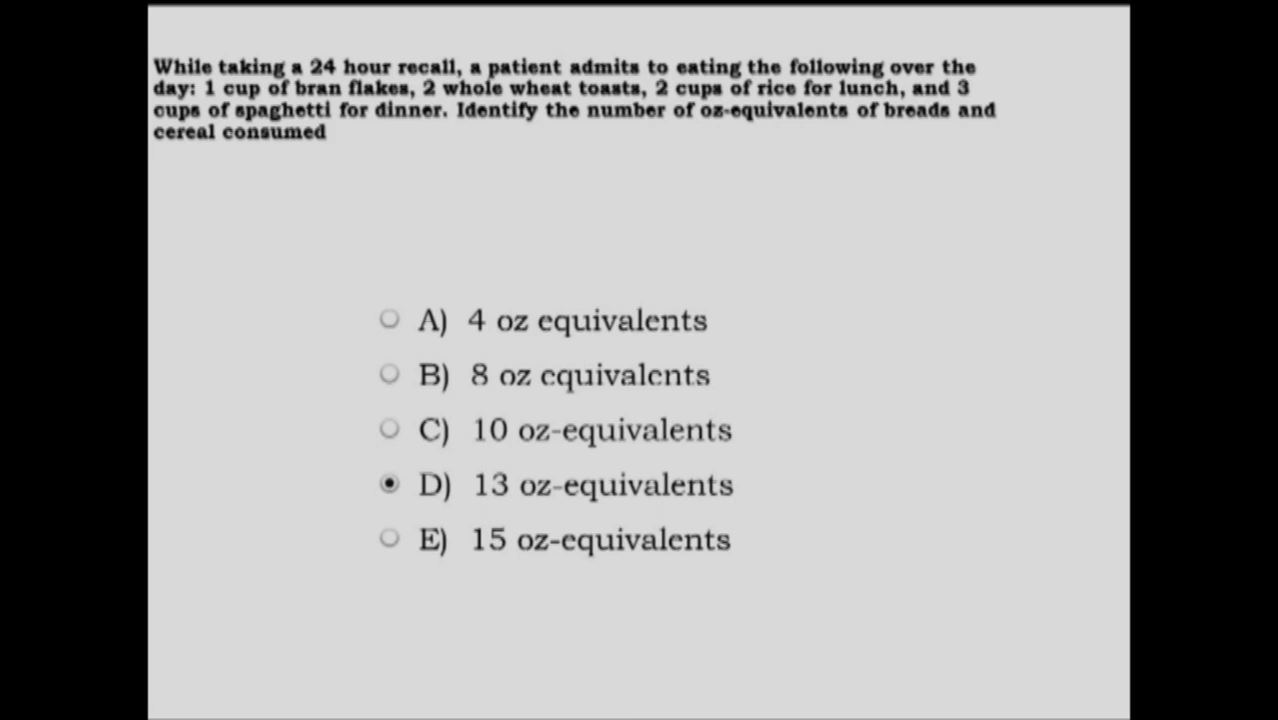 While taking a 24 hour recall, a patient admits to eating the following over the
day: 1 cup of bran flakes, 2 whole wheat toasts, 2 cups of rice for lunch, and 3
cups of spaghetti for dinner. Identify the number of oz-equivalents of breads and
cereal consumed
A) 4 oz equivalents
B) 8 oz equivalents
C) 10 oz-equivalents
D) 13 oz-equivalents
E) 15 oz-equivalents